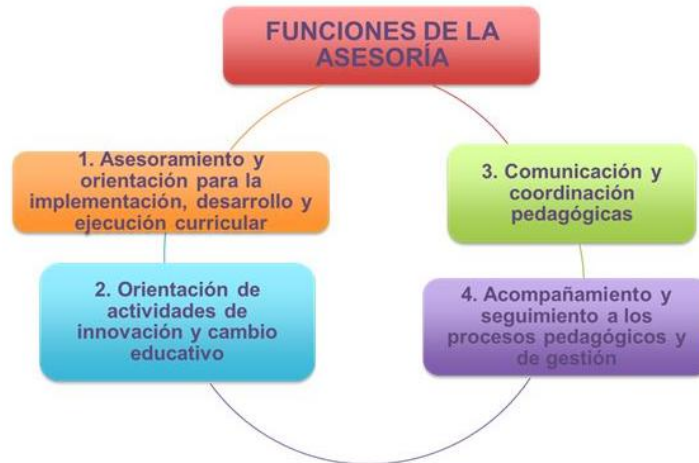 FUNCIONES DE LA
ASESORÍA
1. Asesoramiento y
orientación para la
implementación, desarrollo y
ejecución curricular
2. Orientación de
actividades de
innovación y cambio
educativo
3. Comunicación y
coordinación
pedagógicas
4. Acompañamiento y
seguimiento a los
procesos pedagógicos y
de gestión